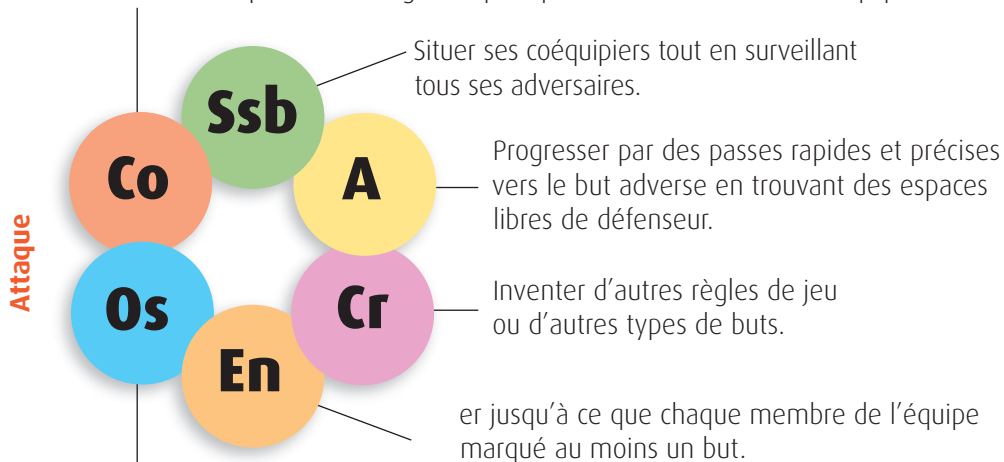 Situer ses coéquipiers tout en surveillant
tous ses adversaires.
Ssb
Co
A
Progresser par des passes rapides et précises
vers le but adverse en trouvant des espaces
libres de défenseur.
Attaque
Os
Cr
Inventer d'autres règles de jeu
ou d'autres types de buts.
En
er jusqu'à ce que chaque membre de l'équipe
marqué au moins un but.